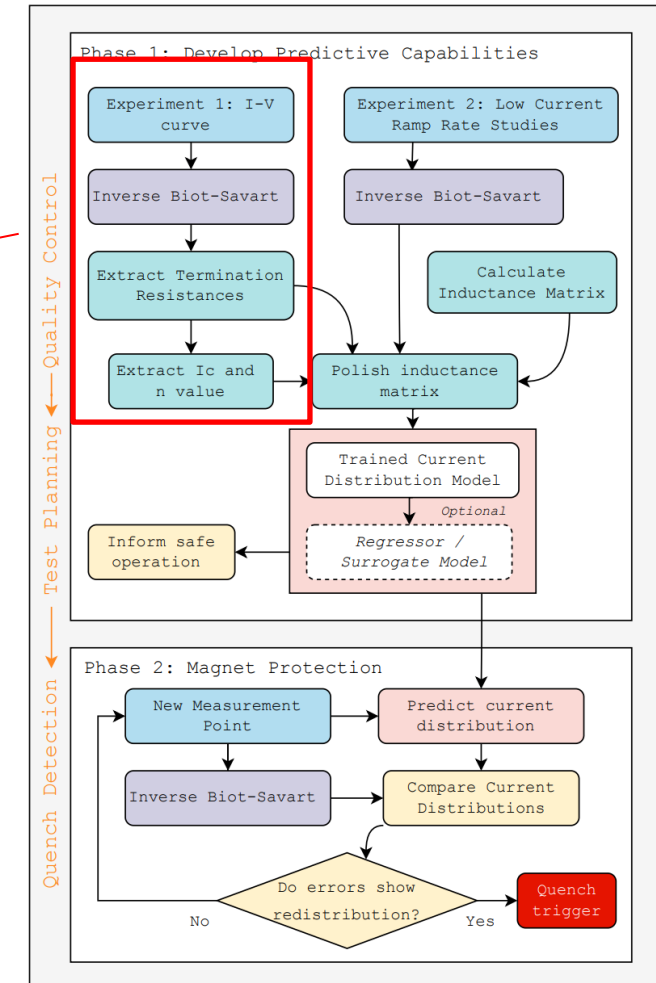 Phase 1: Develop Predictive Capabilities
Experiment 1: I-V
curve
Experiment 2: Low Current
Ramp Rate Studies
Inverse Biot-Savart
Inverse Biot-Savart
Extract Termination
Resistances
Calculate
Inductance Matrix
Extract Ic and
n value
Polish inductance
matrix
Trained Current
Distribution Model
Optional
Regressor /
Surrogate Model
Inform safe
operation
Phase 2: Magnet Protection
New Measurement
Point
Predict current
distribution
Inverse Biot-Savart
Compare Current
Distributions
Do errors show
redistribution?
No
Yes
Quench
trigger
Quality Control
Test Planning
Quench Detection